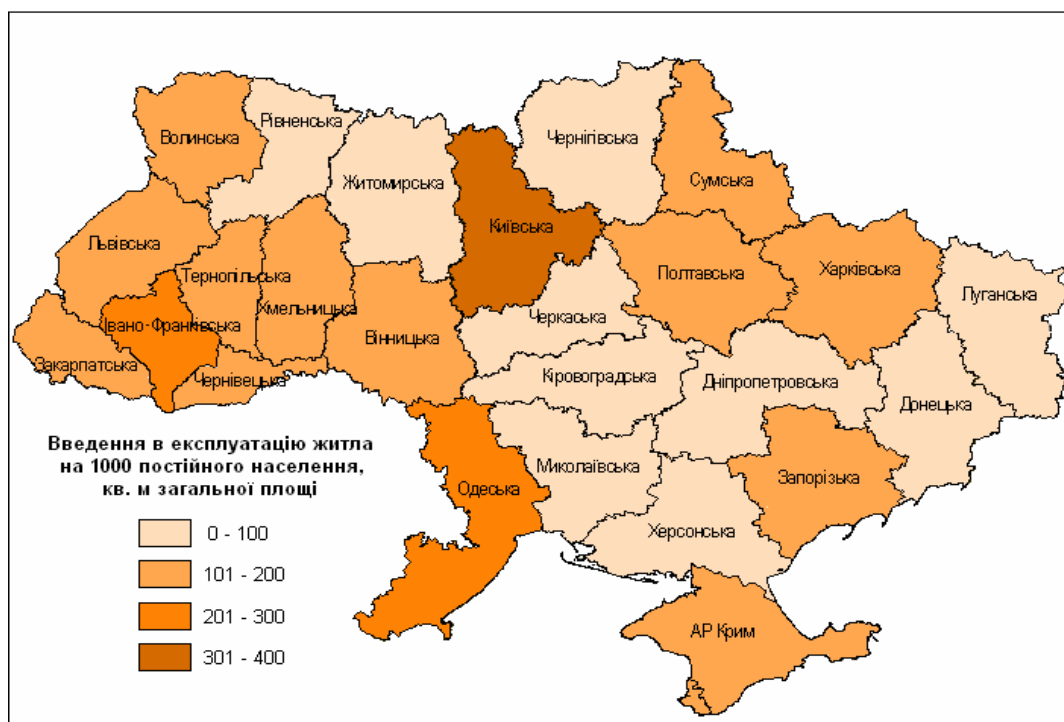 Волинська
Рівненська
Житомирська
Чернігівська
Сумська
Київська
Львівська
Тернопільська
Хмельницька
Вінницька
Полтавська
Харківська
Луганська
Івано-Франківська
Закарпатська
Чернівецька
Черкаська
Кіровоградська
Дніпропетровська
Донецька
Миколаївська
Одеська
Запорізька
Херсонська
АР Крим
Введення в експлуатацію житла
на 1000 постійного населення,
кв. м загальної площі
0 - 100
101 - 200
201 - 300
301 - 400